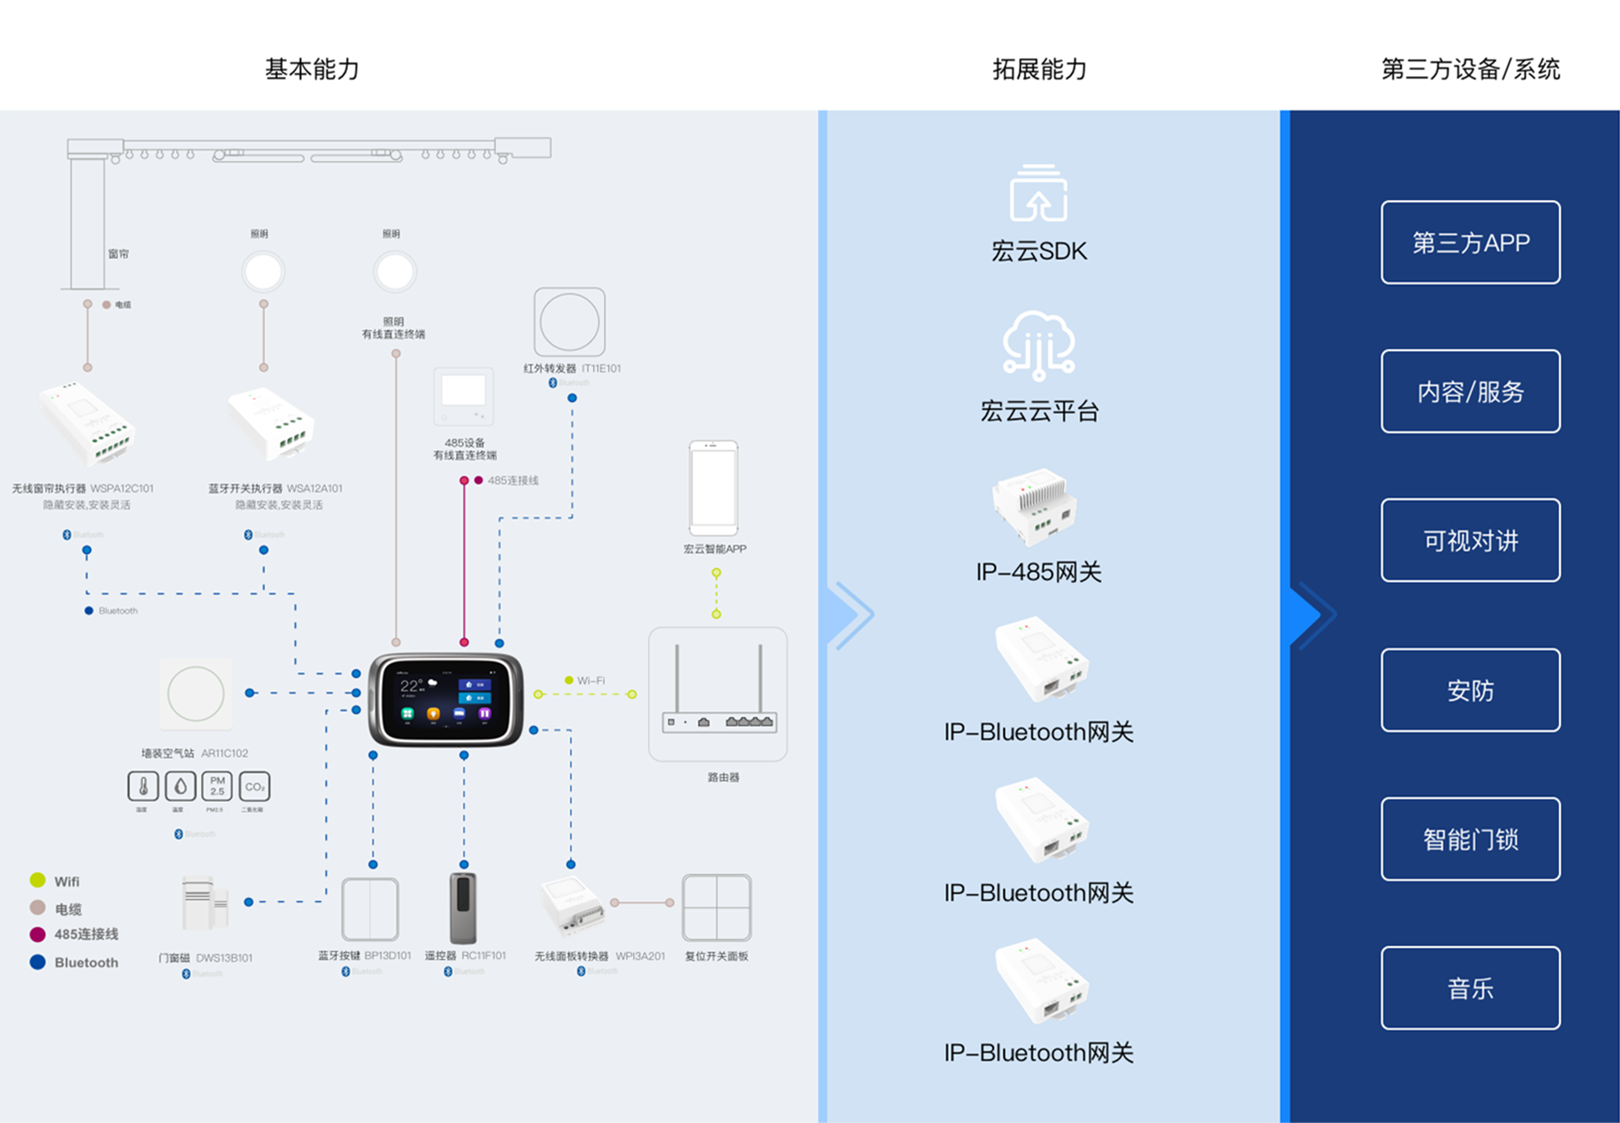 基本能力
拓展能力
第三方设备/系统
窗帘
电缆
照明
照明
照明
有线直连终端
红外转发器 IT11E101
Bluetooth
485设备
有线直连终端
485连接线
无线窗帘执行器 WSPA12C101
隐藏安装,安装灵活
Bluetooth
蓝牙开关执行器 WSA12A101
隐藏安装,安装灵活
Bluetooth
Bluetooth
宏云智能APP
Wi-Fi
路由器
22°
墙装空气站 AR11C102
PM
2.5
CO₂
温度
PM2.5
二氧化碳
Bluetooth
Wifi
电缆
485连接线
Bluetooth
门窗磁 DWS13B101
Bluetooth
蓝牙按键 BP13D101
Bluetooth
遥控器 RC11F101
Bluetooth
无线面板转换器 WPI3A201
Bluetooth
复位开关面板
宏云SDK
宏云云平台
IP-485网关
IP-Bluetooth网关
IP-Bluetooth网关
IP-Bluetooth网关
第三方APP
内容/服务
可视对讲
安防
智能门锁
音乐